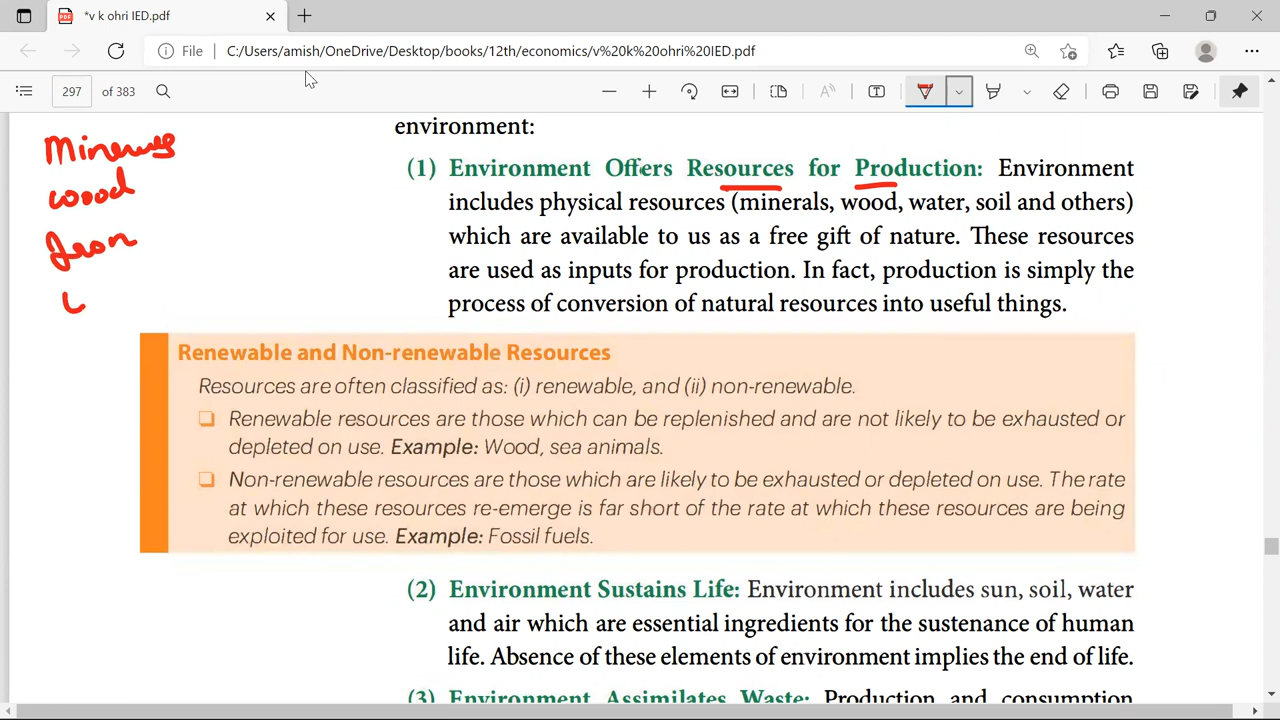 *v k ohri IED.pdf
File C:/Users/amish/OneDrive/Desktop/books/12th/economics/v%20k%20ohri%20IED.pdf
297 of 383
environment:
(1) Environment Offers Resources for Production: Environment
includes physical resources (minerals, wood, water, soil and others)
which are available to us as a free gift of nature. These resources
are used as inputs for production. In fact, production is simply the
process of conversion of natural resources into useful things.
wood
Renewable and Non-renewable Resources
Resources are often classified as: (i) renewable, and (ii) non-renewable.
❑ Renewable resources are those which can be replenished and are not likely to be exhausted or
depleted on use. Example: Wood, sea animals.
❑ Non-renewable resources are those which are likely to be exhausted or depleted on use. The rate
at which these resources re-emerge is far short of the rate at which these resources are being
exploited for use. Example: Fossil fuels.
(2) Environment Sustains Life: Environment includes sun, soil, water
and air which are essential ingredients for the sustenance of human
life. Absence of these elements of environment implies the end of life.
(3) Environment Assimilates Waste: Production and consumption